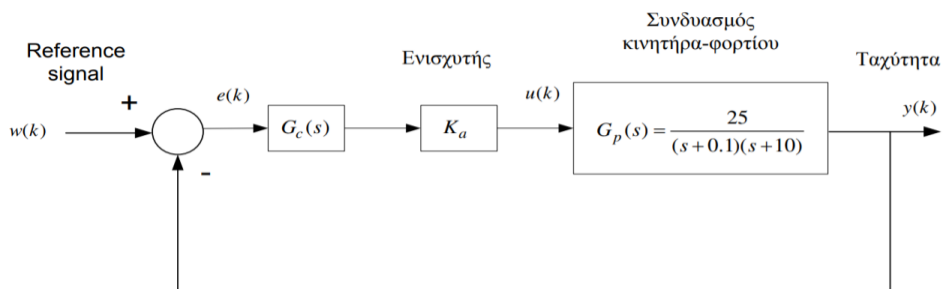 Reference
signal
+
w(k)
-
e(k)
G_c(s)
Ενισχυτής
K_a
u(k)
Συνδυασμός
κινητήρα-φορτίου
G_p(s) = 25 / (s+0.1)(s+10)
Ταχύτητα
y(k)